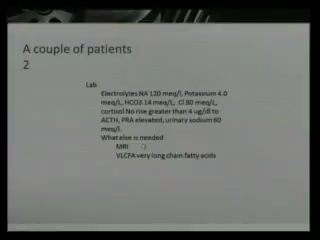 A couple of patients
2
Lab
Electrolytes NA 120 meq/l, Potassium 4.0
meq/L, HCO3 14 meq/L, Cl 80 meq/L,
cortisol No rise greater than 4 ug/dl to
ACTH, PRA elevated, urinary sodium 60
meq/l.
What else is needed
MRI
VLCFA very long chain fatty acids